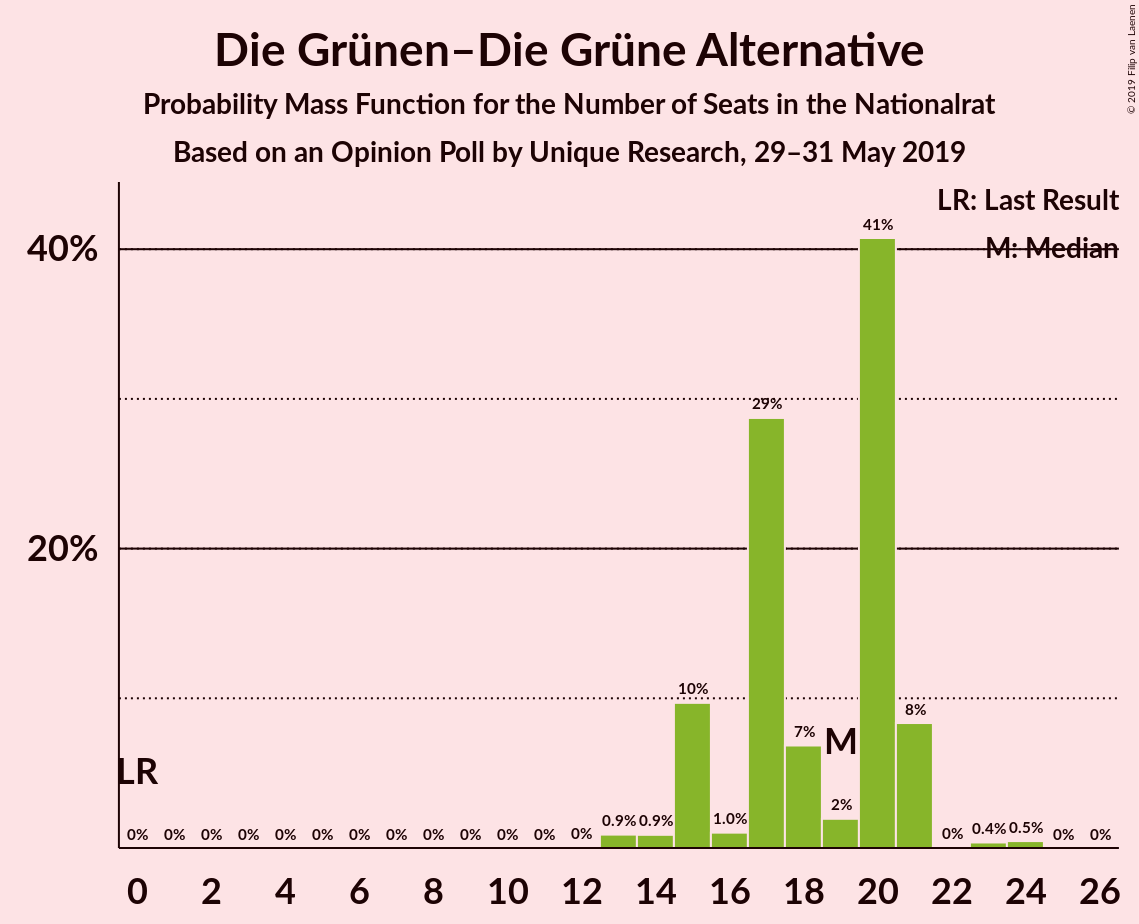 Die Grünen–Die Grüne Alternative
Probability Mass Function for the Number of Seats in the Nationalrat
Based on an Opinion Poll by Unique Research, 29–31 May 2019
© 2019 Filip van Laenen
LR: Last Result
M: Median
40%
20%
41%
29%
10%
8%
7%
M
2%
LR
0% 0% 0% 0% 0% 0% 0% 0% 0% 0% 0% 0% 0% 0.9% 0.9% 1.0% 0% 0.4% 0.5% 0% 0%
0 2 4 6 8 10 12 14 16 18 20 22 24 26